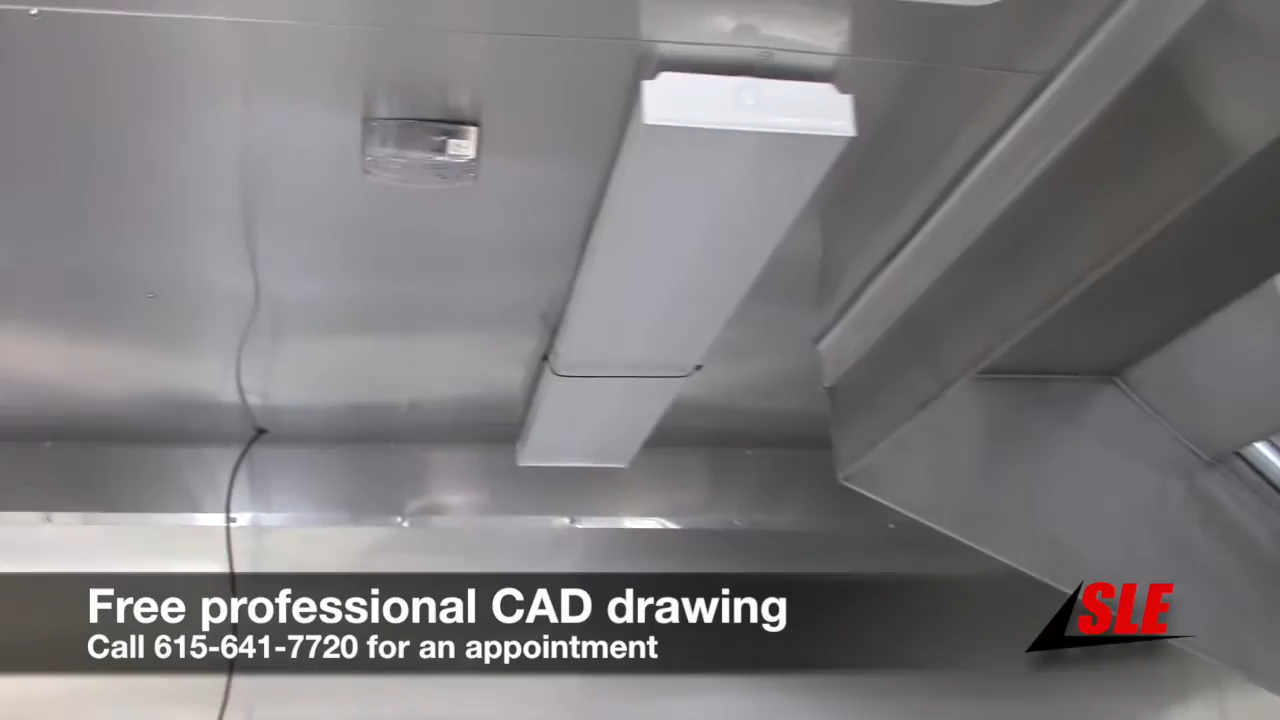 Free professional CAD drawing
Call 615-641-7720 for an appointment
SLE